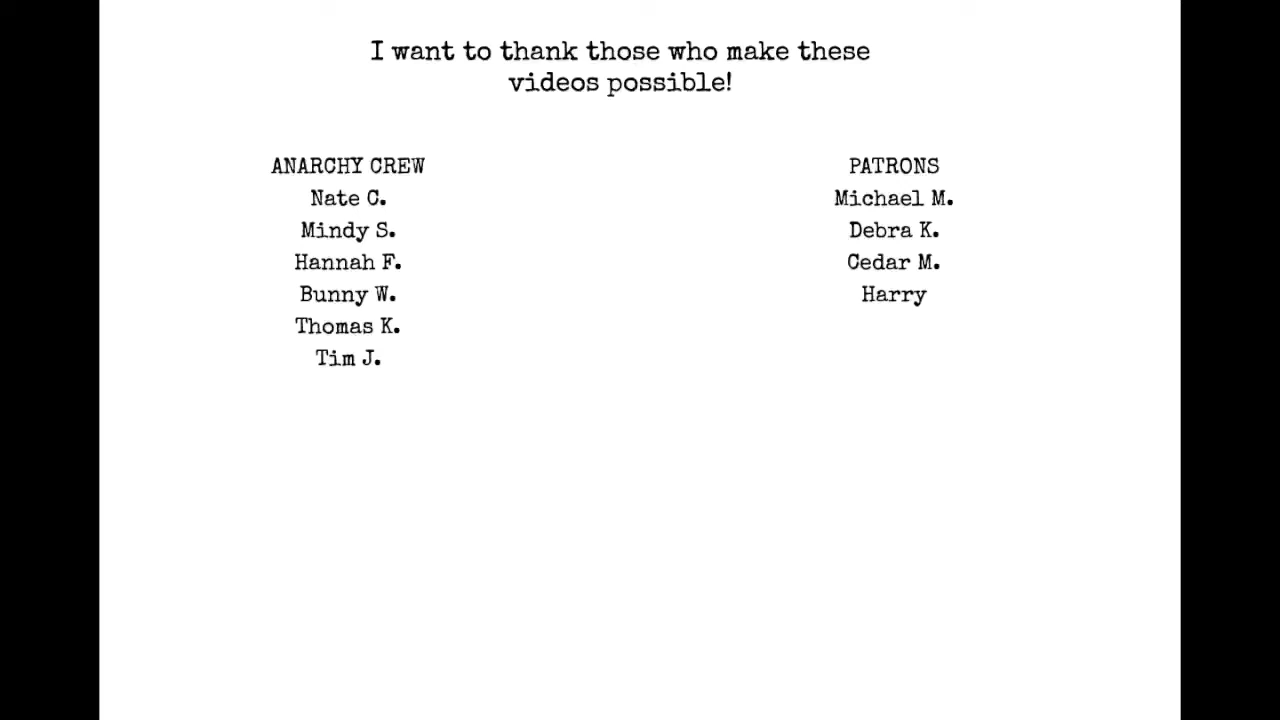 I want to thank those who make these
videos possible!
ANARCHY CREW
Nate C.
Mindy S.
Hannah F.
Bunny W.
Thomas K.
Tim J.
PATRONS
Michael M.
Debra K.
Cedar M.
Harry